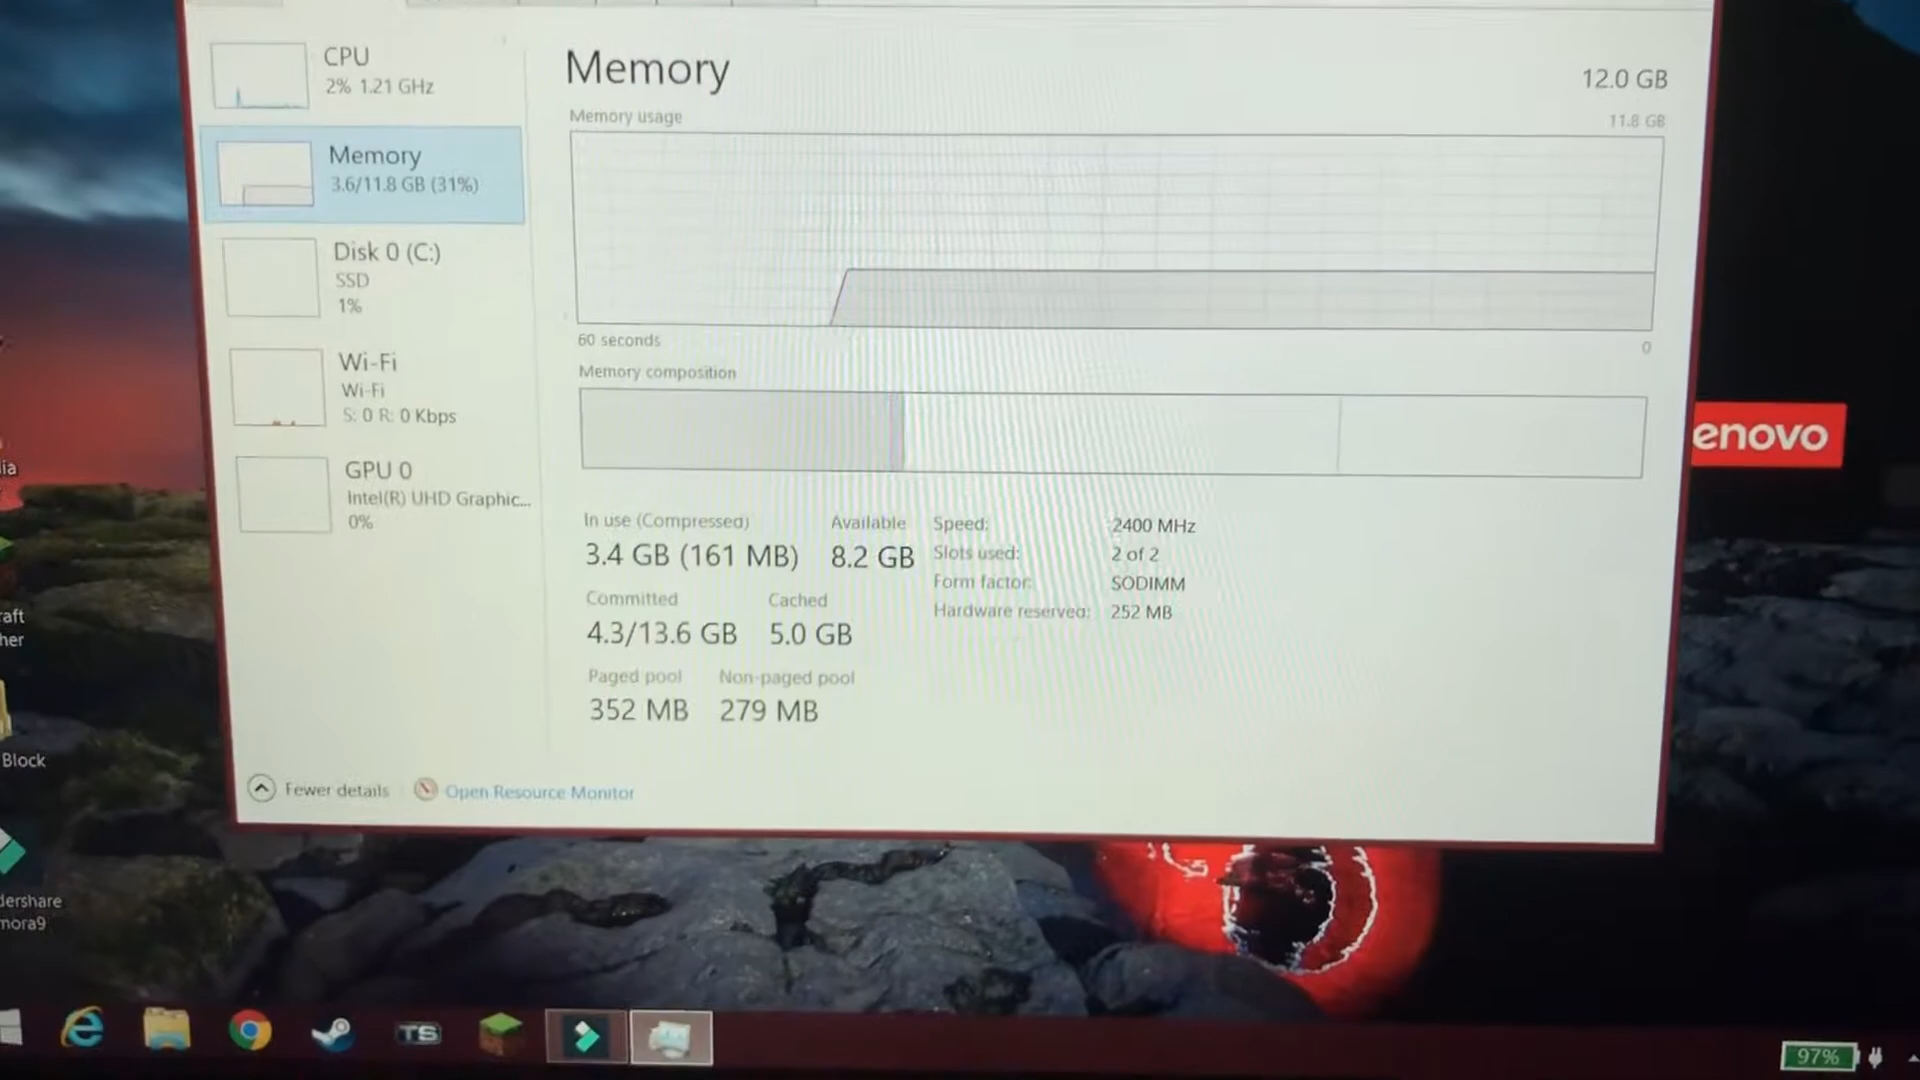 CPU
2% 1.21 GHz
Memory
3.6/11.8 GB (31%)
Disk 0 (C:)
SSD
1%
Wi-Fi
Wi-Fi
S: 0 R: 0 Kbps
GPU 0
Intel(R) UHD Graphic...
0%
Memory
12.0 GB
Memory usage
11.8 GB
60 seconds
0
Memory composition
In use (Compressed)
3.4 GB (161 MB)
Available
8.2 GB
Committed
4.3/13.6 GB
Cached
5.0 GB
Paged pool
352 MB
Non-paged pool
279 MB
Speed: 2400 MHz
Slots used: 2 of 2
Form factor: SODIMM
Hardware reserved: 252 MB
Fewer details
Open Resource Monitor
enovo
ia
raft
her
Block
dershare
mora9
TS
97%